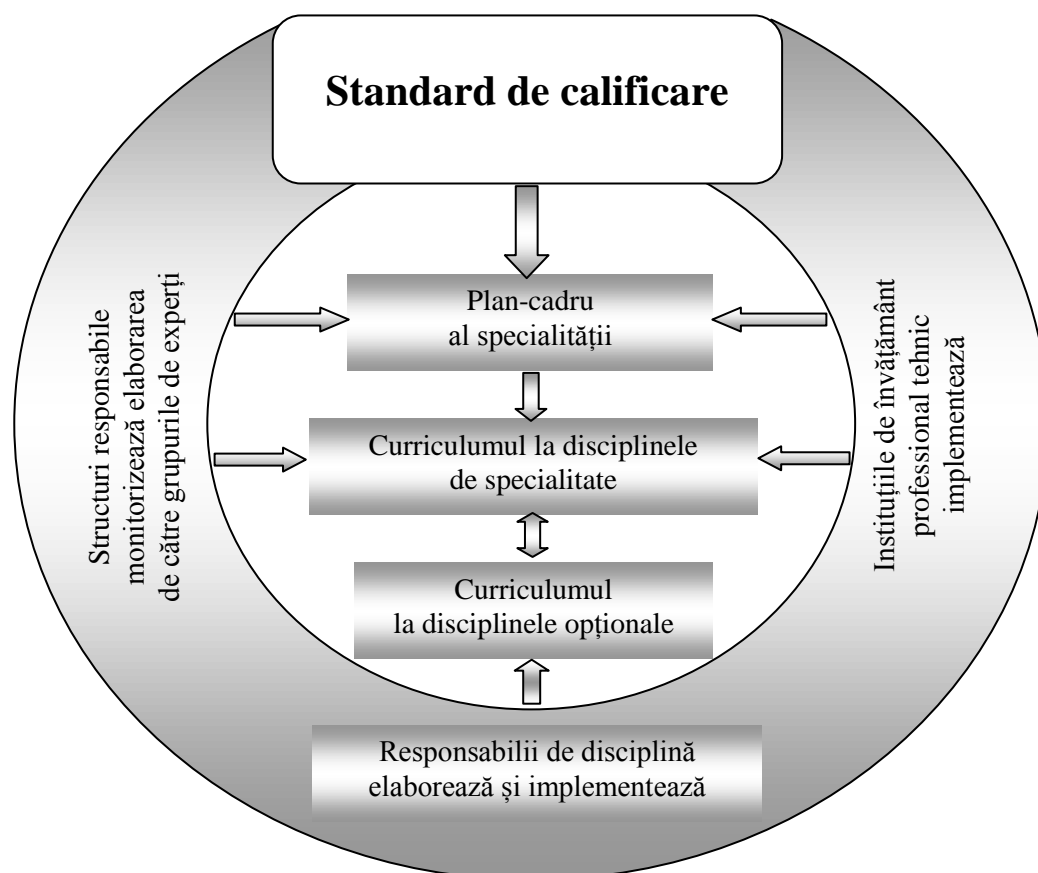 Standard de calificare
Plan-cadru
al specialității
Structuri responsabile
monitorizează elaborarea
de către grupurile de experți
Instituțiile de învățământ
professional tehnic
implementează
Curriculumul la disciplinele
de specialitate
Curriculumul
la disciplinele opționale
Responsabilii de disciplină
elaborează și implementează